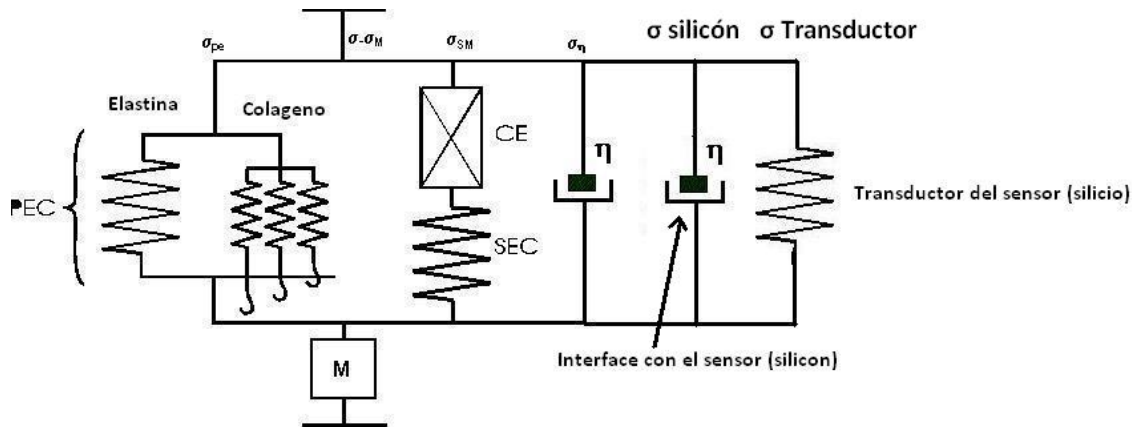 σpe
σ-σM
σSM
ση
σ silicón σ Transductor
Elastina
Colageno
CE
η
η
PEC
SEC
Transductor del sensor (silicio)
Interface con el sensor (silicon)
M